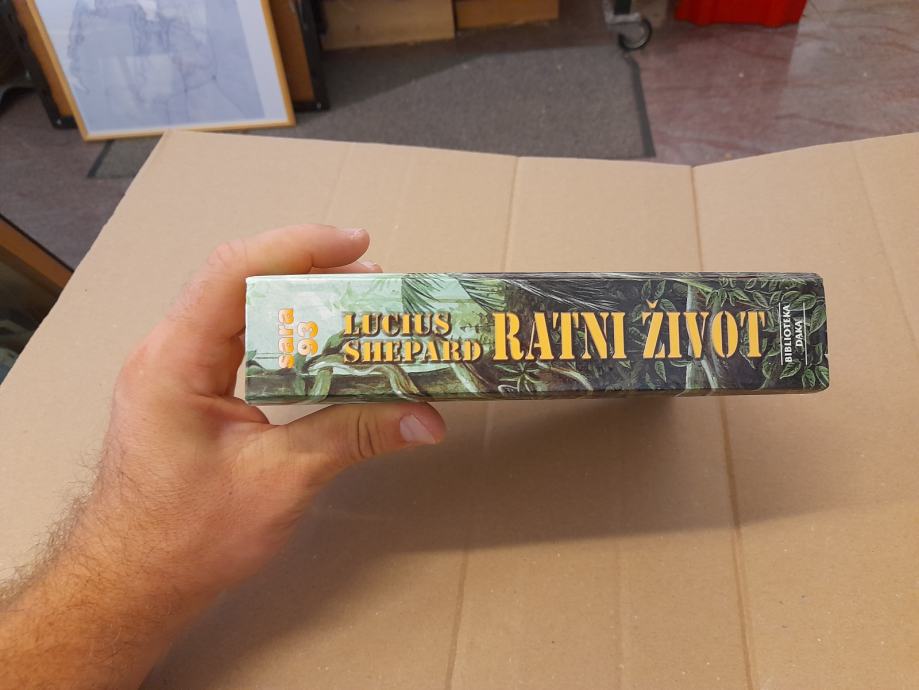 sara
93
LUCIUS
SHEPARD
RATNI ŽIVOT
BIBLIOTEKA
DAKA